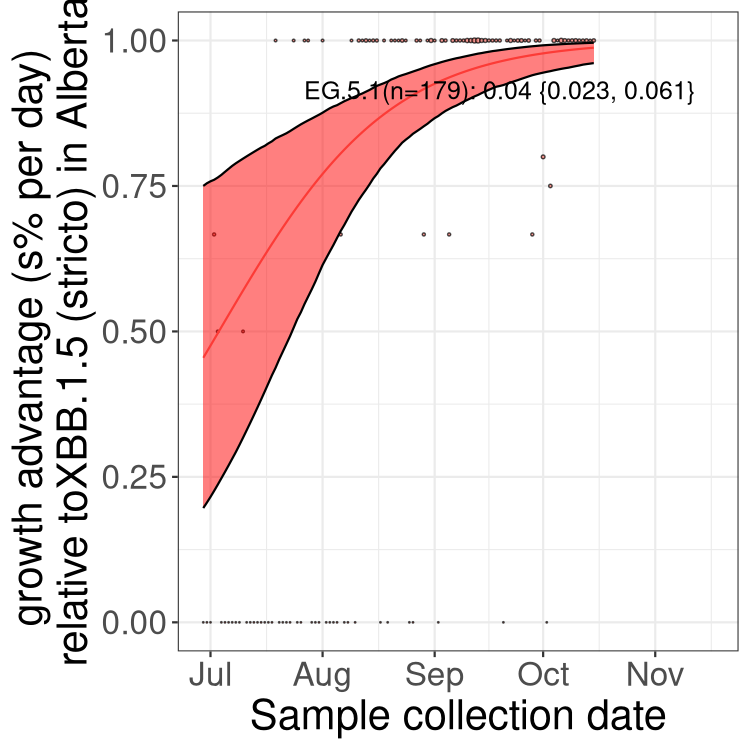 growth advantage (s% per day)
relative toXBB.1.5 (stricto) in Alberta
1.00
0.75
0.50
0.25
0.00
EG.5.1(n=179): 0.04 {0.023, 0.061}
Jul Aug Sep Oct Nov
Sample collection date